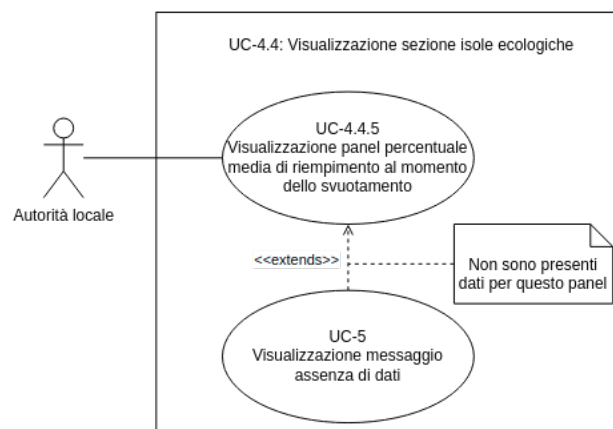 UC-4.4: Visualizzazione sezione isole ecologiche
UC-4.4.5
Visualizzazione panel percentuale
media di riempimento al momento
dello svuotamento
Autorità locale
<<extends>>
Non sono presenti
dati per questo panel
UC-5
Visualizzazione messaggio
assenza di dati